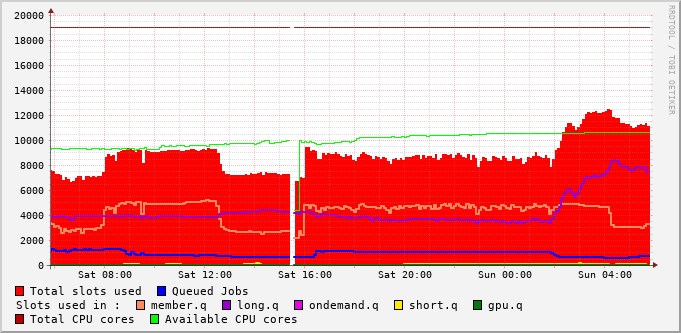 RRDTOOL / TOBI OETIKER
20000
18000
16000
14000
12000
10000
8000
6000
4000
2000
0
Sat 08:00 Sat 12:00 Sat 16:00 Sat 20:00 Sun 00:00 Sun 04:00
Total slots used Queued Jobs
Slots used in : member.q long.q ondemand.q short.q gpu.q
Total CPU cores Available CPU cores